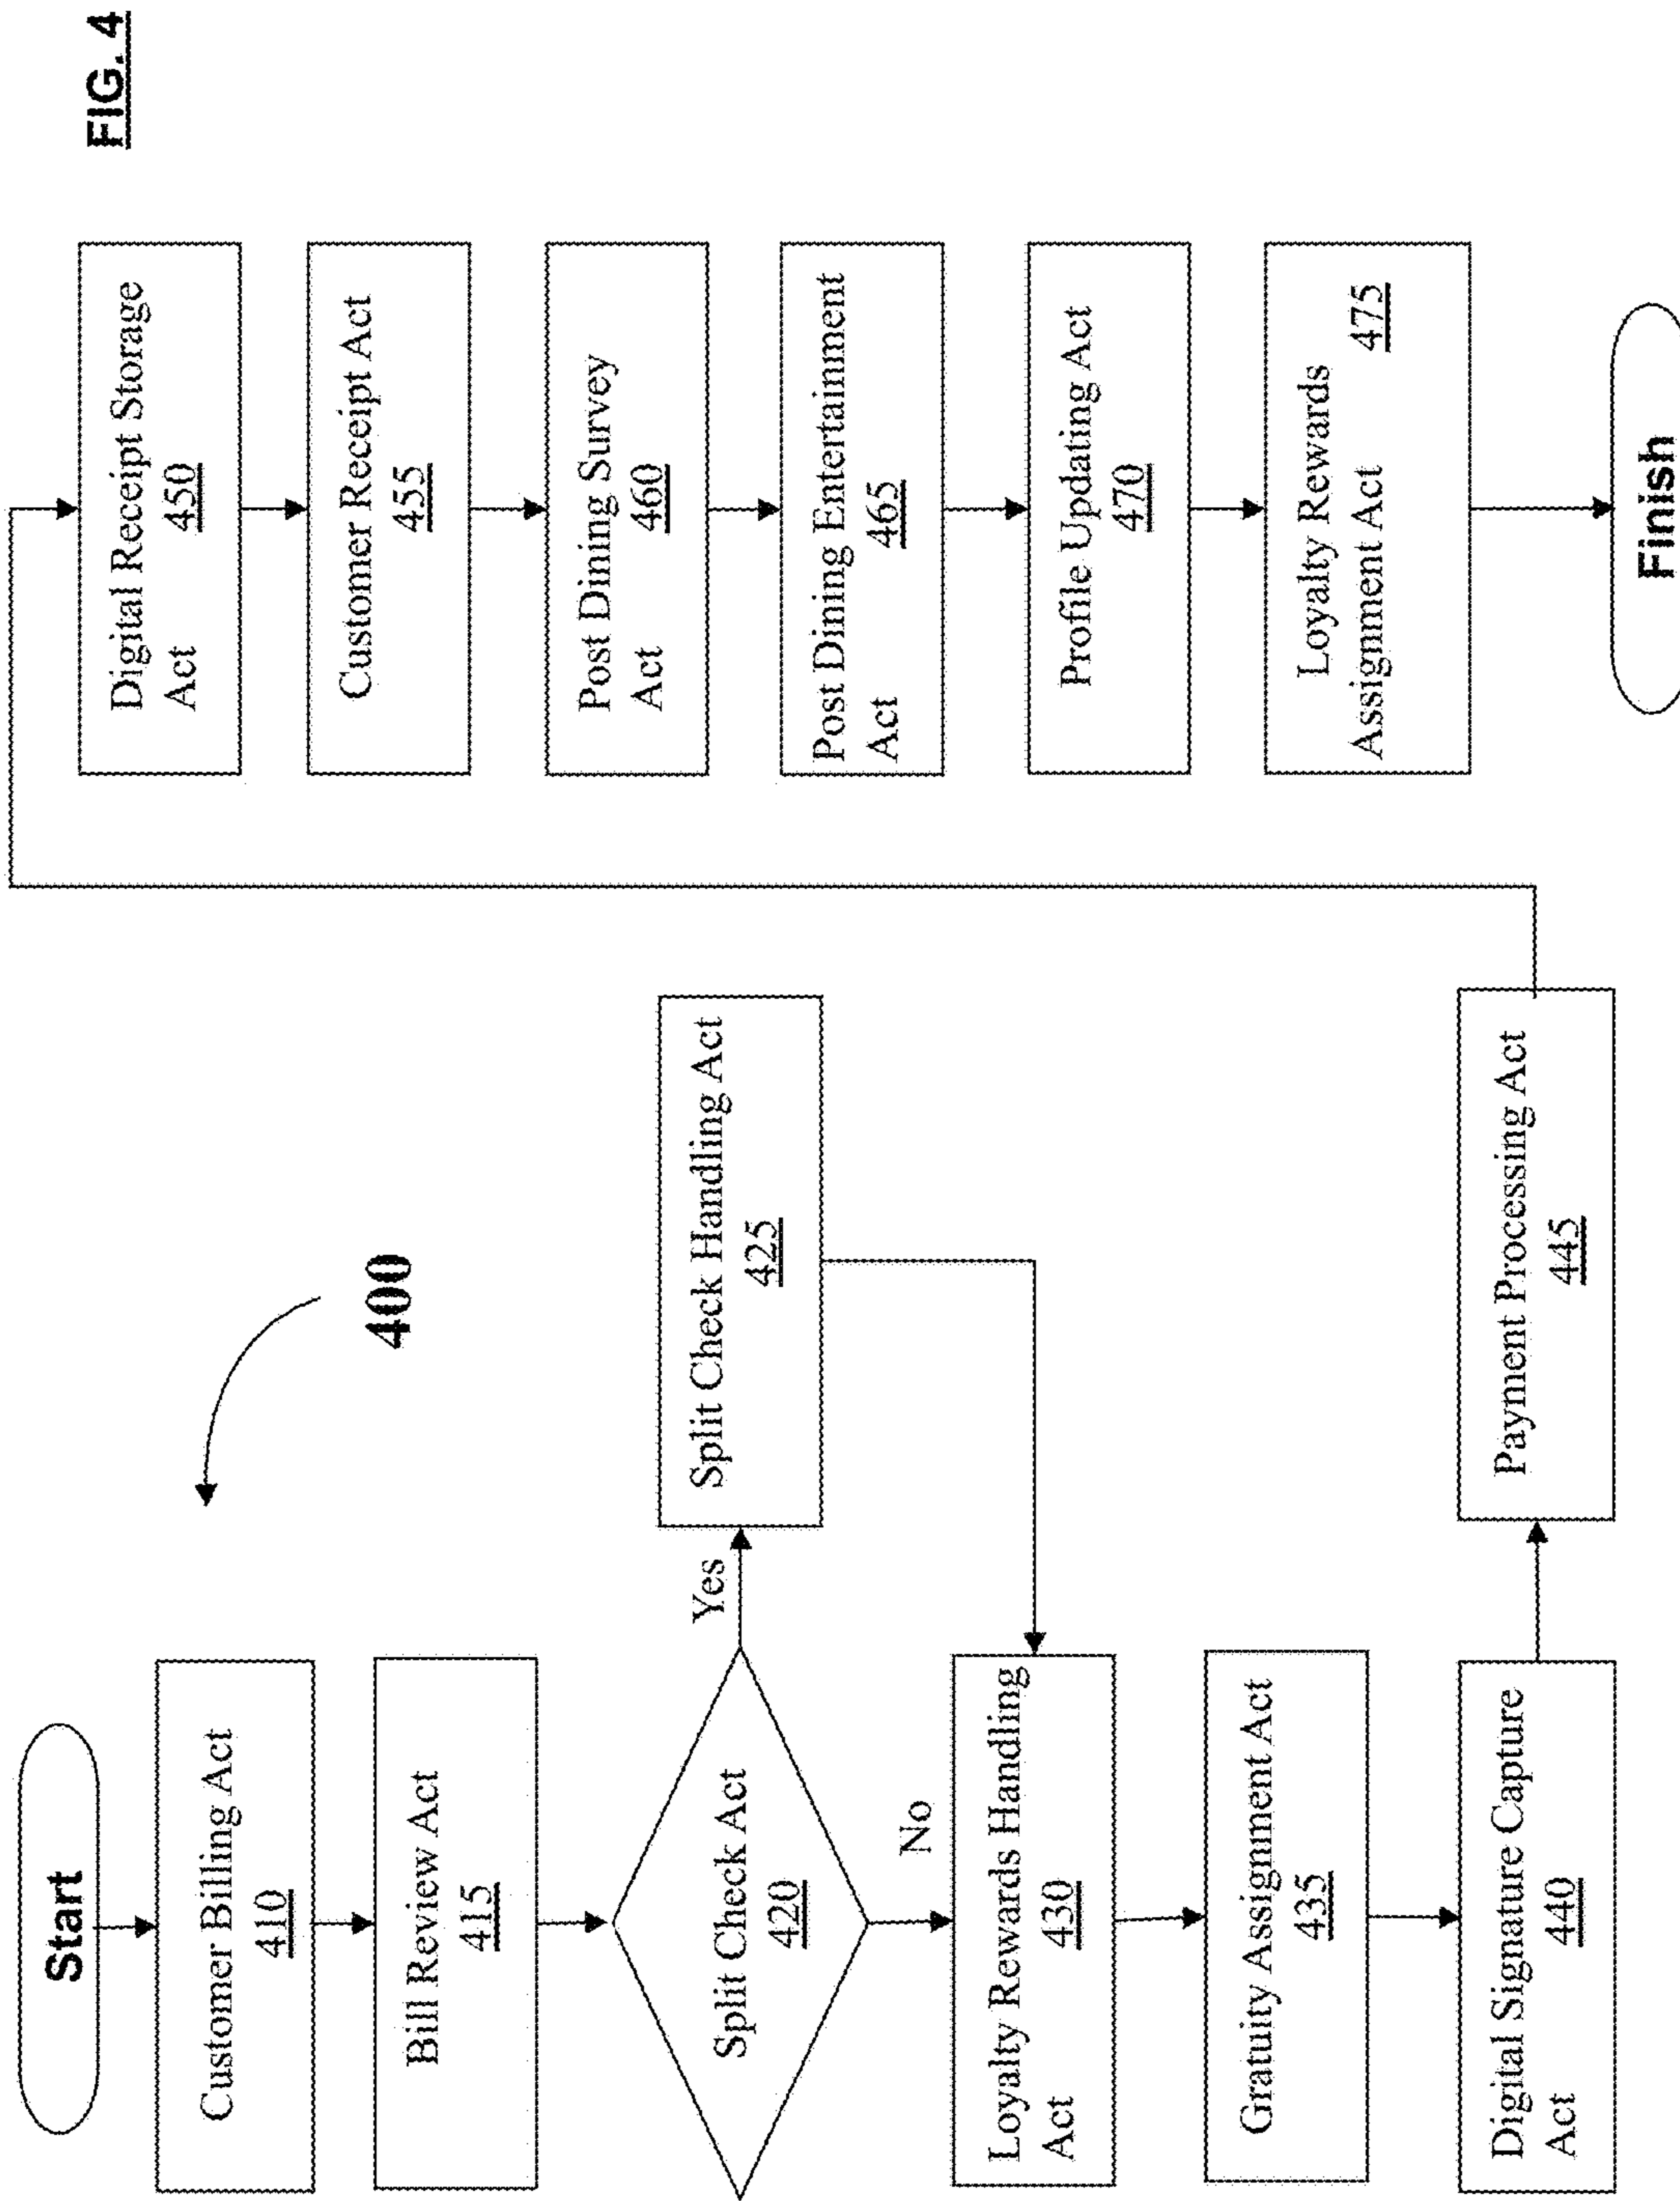 FIG. 4
400
Start
Customer Billing Act
410
Bill Review Act
415
Split Check Act
420
Yes
No
Split Check Handling Act
425
Loyalty Rewards Handling
Act
430
Gratuity Assignment Act
435
Digital Signature Capture
Act
440
Payment Processing Act
445
Digital Receipt Storage
Act
450
Customer Receipt Act
455
Post Dining Survey
Act
460
Post Dining Entertainment
Act
465
Profile Updating Act
470
Loyalty Rewards
Assignment Act
475
Finish